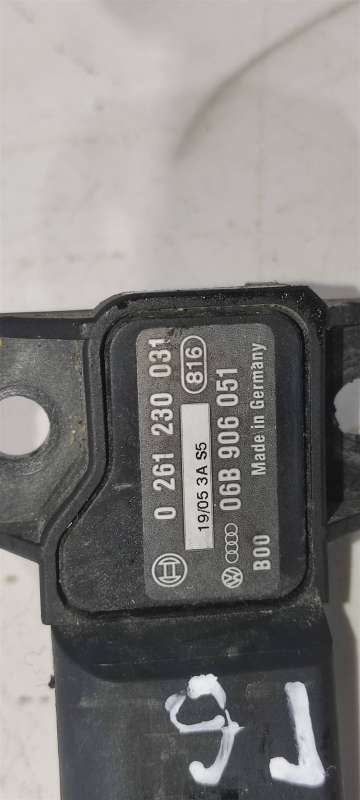 0 261 230 031
816
19/05 3A S5
06B 906 051
B00 Made in Germany